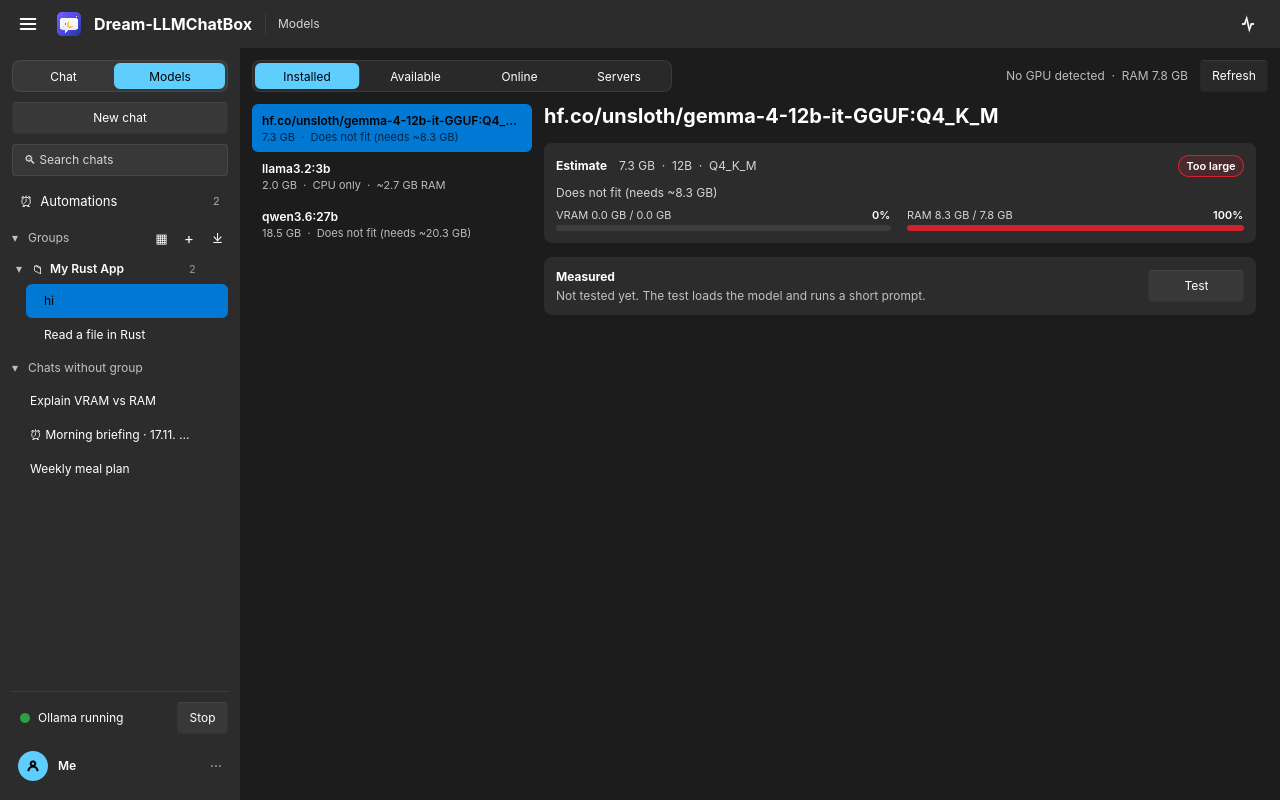 Dream-LLMChatBox
Models
Chat
Models
New chat
Search chats
Automations
2
Groups
My Rust App
2
hi
Read a file in Rust
Chats without group
Explain VRAM vs RAM
Morning briefing · 17.11. ...
Weekly meal plan
Ollama running
Stop
Me
Installed
Available
Online
Servers
No GPU detected · RAM 7.8 GB
Refresh
hf.co/unsloth/gemma-4-12b-it-GGUF:Q4_...
7.3 GB · Does not fit (needs ~8.3 GB)
llama3.2:3b
2.0 GB · CPU only · ~2.7 GB RAM
qwen3.6:27b
18.5 GB · Does not fit (needs ~20.3 GB)
hf.co/unsloth/gemma-4-12b-it-GGUF:Q4_K_M
Estimate 7.3 GB · 12B · Q4_K_M
Too large
Does not fit (needs ~8.3 GB)
VRAM 0.0 GB / 0.0 GB 0%
RAM 8.3 GB / 7.8 GB 100%
Measured
Not tested yet. The test loads the model and runs a short prompt.
Test